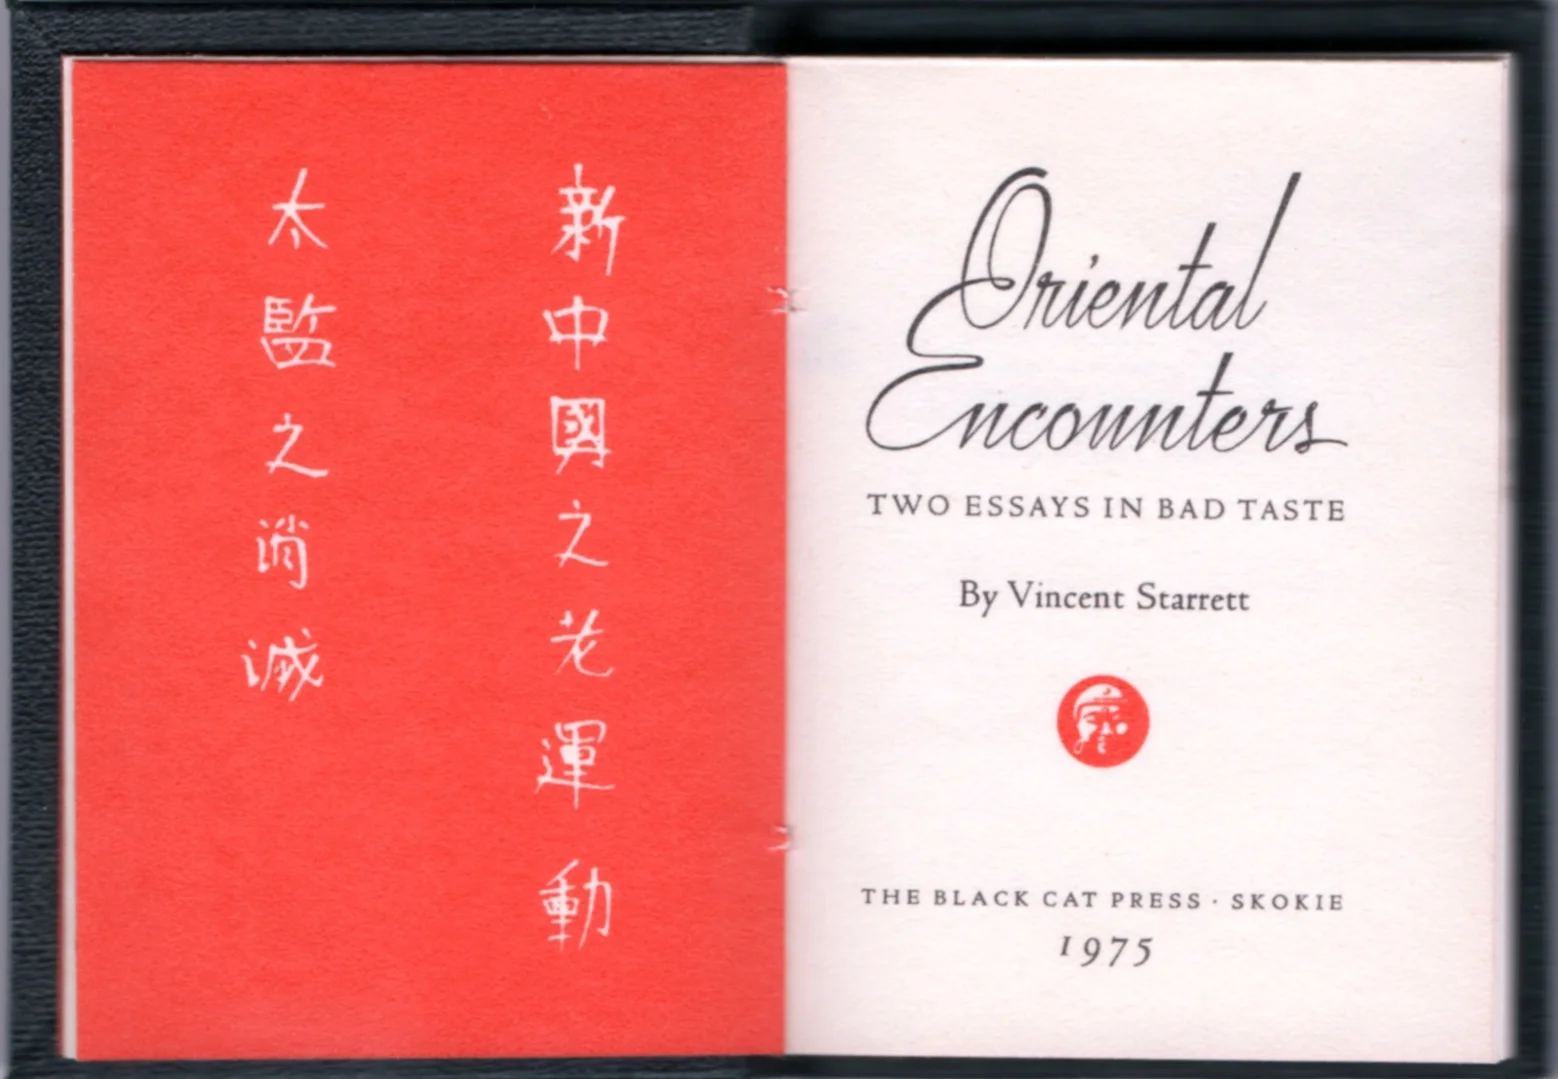 新中國之老運動
太監之消滅
Oriental
Encounters
TWO ESSAYS IN BAD TASTE
By Vincent Starrett
THE BLACK CAT PRESS · SKOKIE
1975